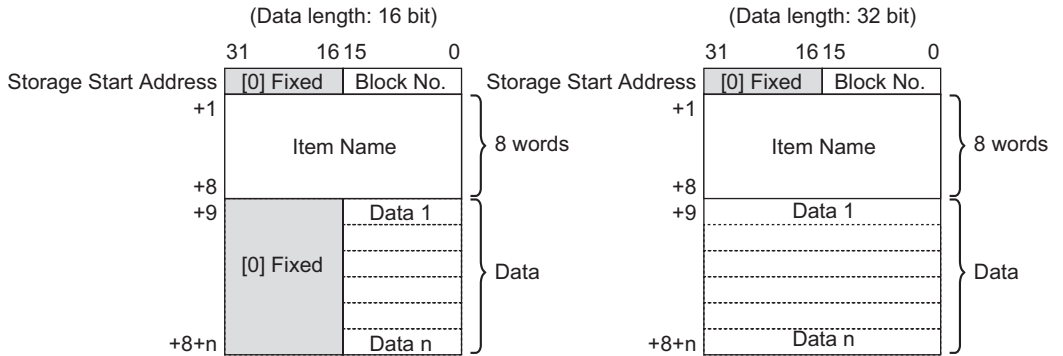 (Data length: 16 bit)
31 16 15 0
Storage Start Address [0] Fixed Block No.
+1
Item Name
8 words
+8
+9 Data 1
[0] Fixed
Data
+8+n Data n
(Data length: 32 bit)
31 16 15 0
Storage Start Address [0] Fixed Block No.
+1
Item Name
8 words
+8
+9 Data 1
Data
+8+n Data n